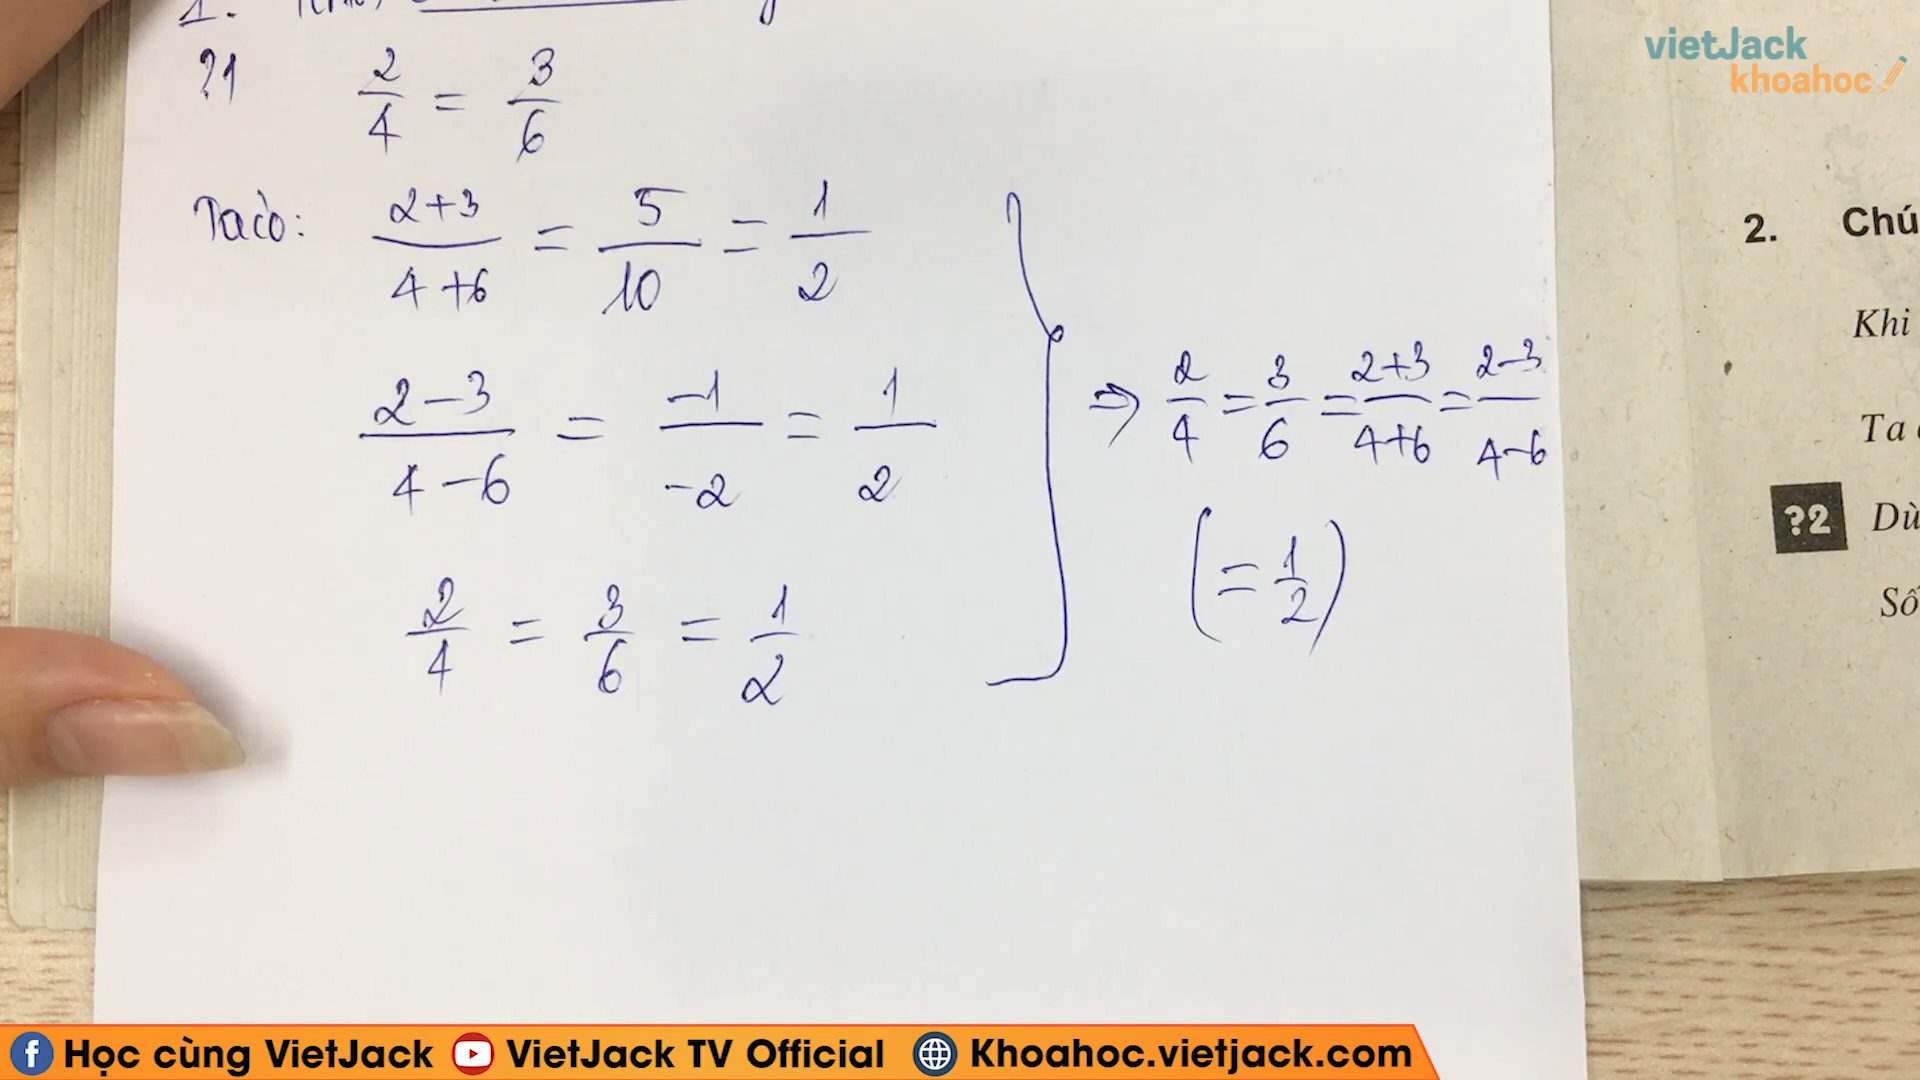 1.
?1 2/4 = 3/6
Ta có: (2+3)/(4+6) = 5/10 = 1/2
(2-3)/(4-6) = -1/-2 = 1/2
⇒ 2/4 = 3/6 = (2+3)/(4+6) = (2-3)/(4-6)
(= 1/2)
2/4 = 3/6 = 1/2
vietJack
khoahoc
2. Chú
Khi
Ta
?2 Dù
Số
Học cùng VietJack VietJack TV Official Khoahoc.vietjack.com